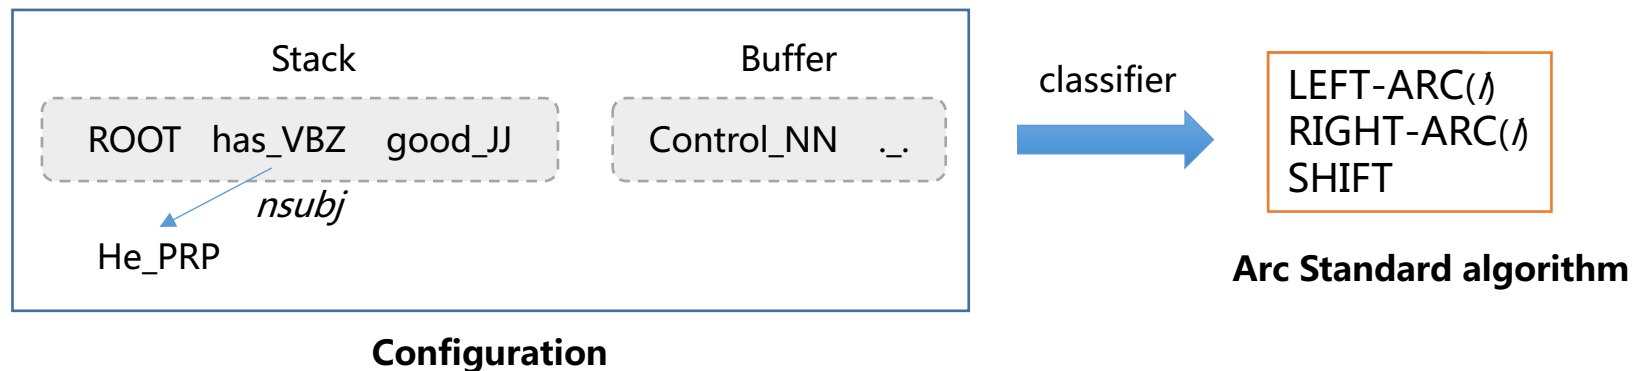 Stack
Buffer
ROOT has_VBZ good_JJ
Control_NN ._.
nsubj
He_PRP
Configuration
classifier
LEFT-ARC(l)
RIGHT-ARC(l)
SHIFT
Arc Standard algorithm